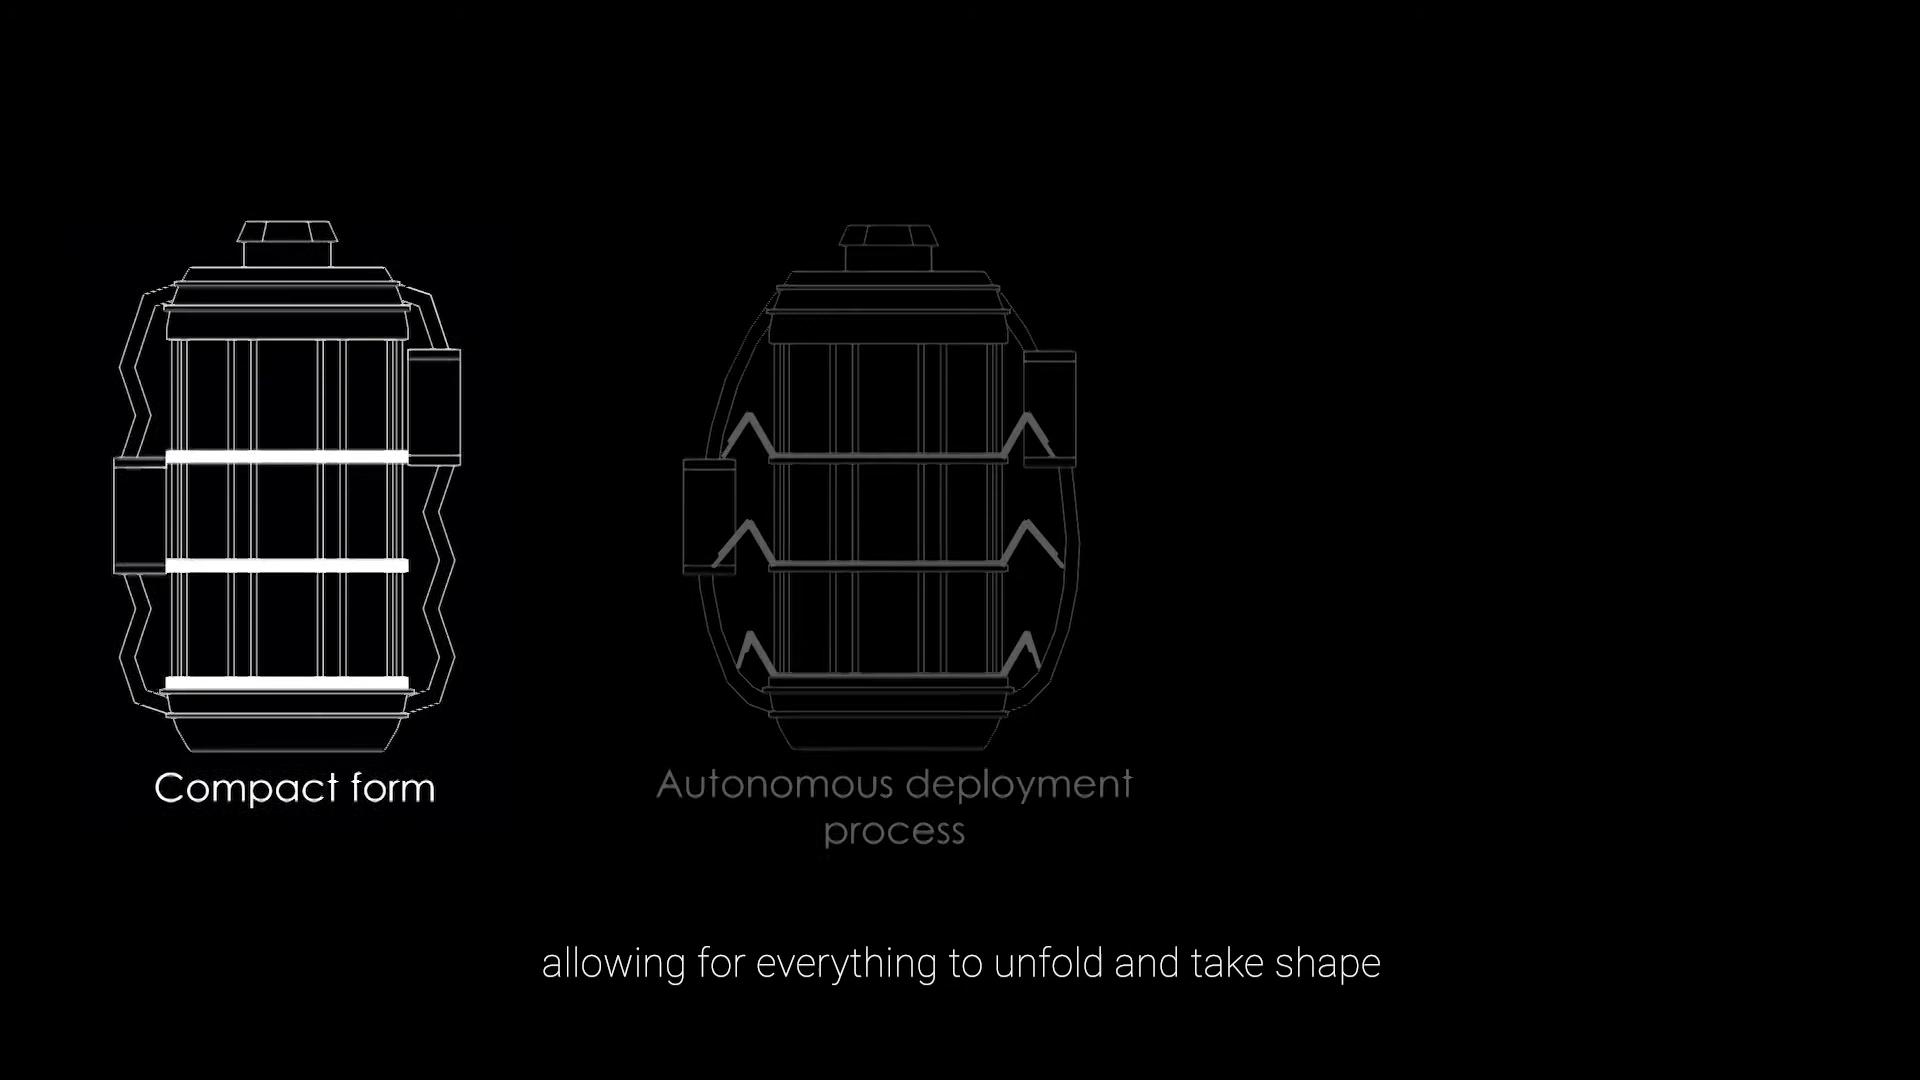 Compact form
Autonomous deployment
process
allowing for everything to unfold and take shape